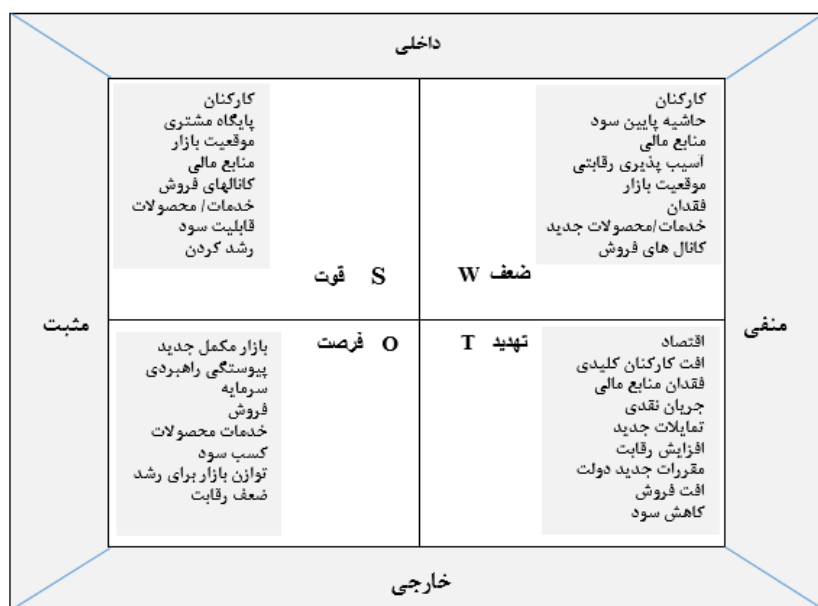 داخلی
منفی
مثبت
کارکنان
حاشیه پایین سود
منابع مالی
آسیب پذیری رقابتی
موقعیت بازار
فقدان
خدمات/محصولات جدید
کانال های فروش
ضعف W
کارکنان
پایگاه مشتری
موقعیت بازار
منابع مالی
کانالهای فروش
خدمات/ محصولات
قابلیت سود
رشد کردن
S قوت
اقتصاد
افت کارکنان کلیدی
فقدان منابع مالی
جریان نقدی
تمایلات جدید
افزایش رقابت
مقررات جدید دولت
افت فروش
کاهش سود
تهدید T
بازار مکمل جدید
پیوستگی راهبردی
سرمایه
فروش
خدمات محصولات
کسب سود
توازن بازار برای رشد
ضعف رقابت
O فرصت
خارجی